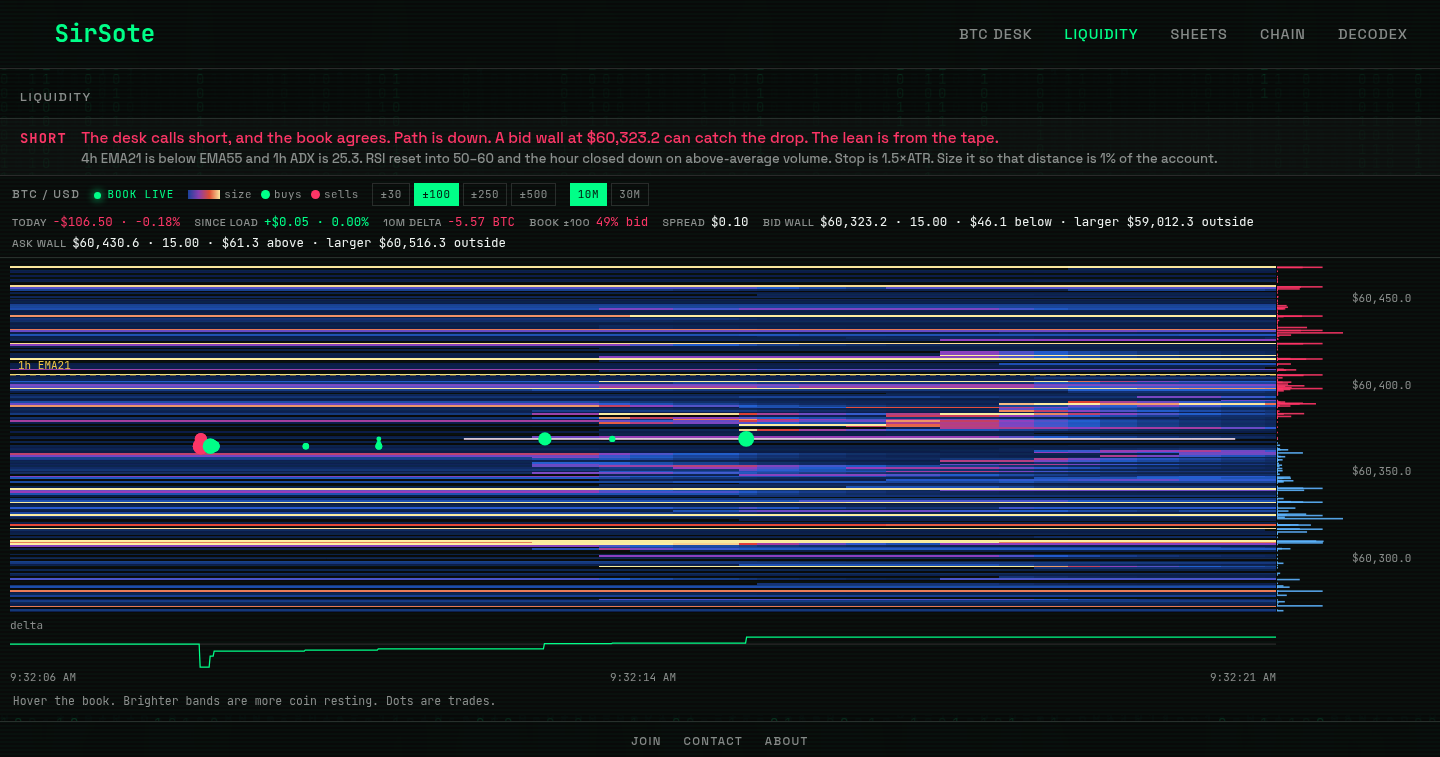 SirSote
BTC DESK LIQUIDITY SHEETS CHAIN DECODEX
LIQUIDITY
SHORT The desk calls short, and the book agrees. Path is down. A bid wall at $60,323.2 can catch the drop. The lean is from the tape.
4h EMA21 is below EMA55 and 1h ADX is 25.3. RSI reset into 50–60 and the hour closed down on above-average volume. Stop is 1.5×ATR. Size it so that distance is 1% of the account.
BTC / USD BOOK LIVE size buys sells ±30 ±100 ±250 ±500 10M 30M
TODAY -$106.50 · -0.18% SINCE LOAD +$0.05 · 0.00% 10M DELTA -5.57 BTC BOOK ±100 49% bid SPREAD $0.10 BID WALL $60,323.2 · 15.00 · $46.1 below · larger $59,012.3 outside
ASK WALL $60,430.6 · 15.00 · $61.3 above · larger $60,516.3 outside
$60,450.0
1h EMA21
$60,400.0
$60,350.0
$60,300.0
delta
9:32:06 AM 9:32:14 AM 9:32:21 AM
Hover the book. Brighter bands are more coin resting. Dots are trades.
JOIN CONTACT ABOUT